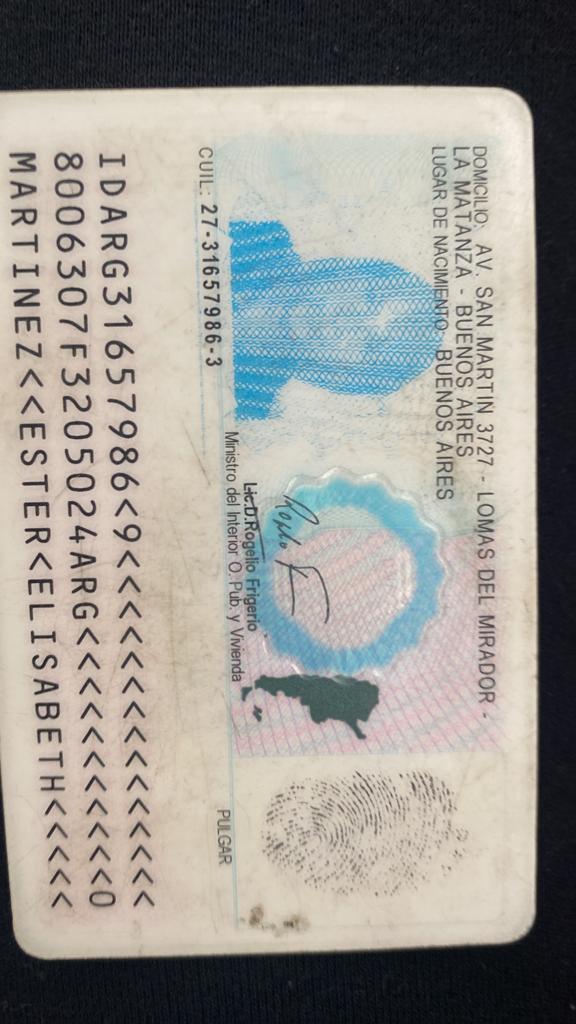 DOMICILIO: AV. SAN MARTIN 3727 - LOMAS DEL MIRADOR -
LA MATANZA - BUENOS AIRES
LUGAR DE NACIMIENTO: BUENOS AIRES
Lic.D.Rogelio Frigerio
Ministro del Interior O. Pub. y Vivienda
CUIL: 27-31657986-3
PULGAR
IDARG31657986<9<<<<<<<<<<<<<<<
8006307F3205024ARG<<<<<<<<<<<0
MARTINEZ<<ESTER<ELISABETH<<<<<